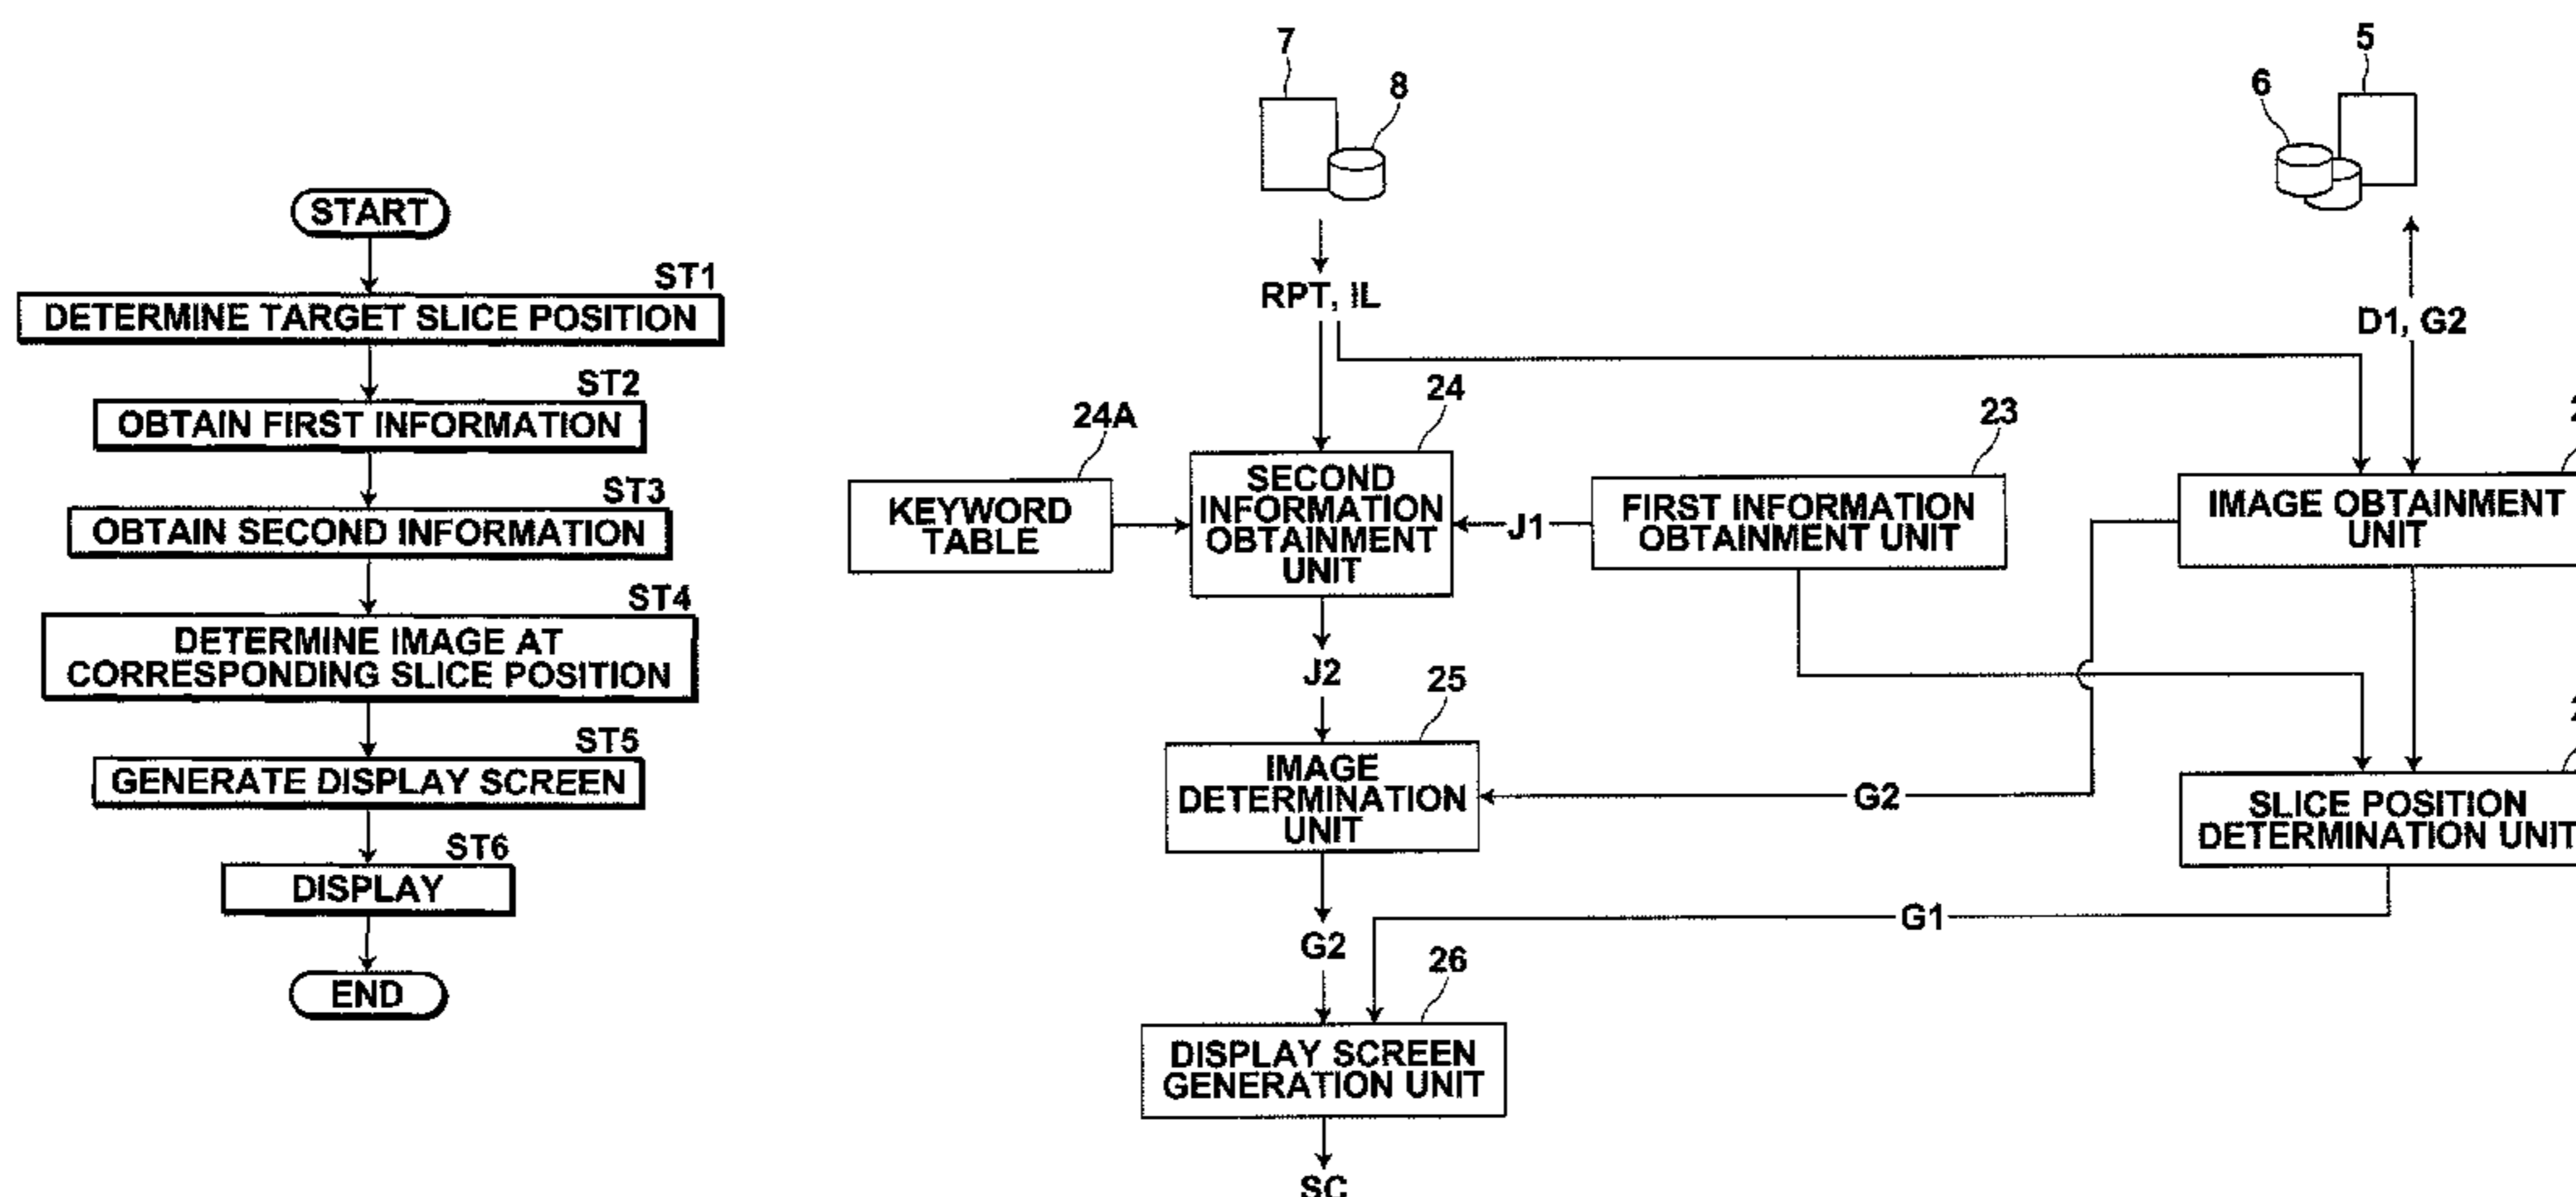 START
ST1
DETERMINE TARGET SLICE POSITION
ST2
OBTAIN FIRST INFORMATION
ST3
OBTAIN SECOND INFORMATION
ST4
DETERMINE IMAGE AT
CORRESPONDING SLICE POSITION
ST5
GENERATE DISPLAY SCREEN
ST6
DISPLAY
END
7
8
5
6
RPT, IL
D1, G2
24A
KEYWORD
TABLE
24
SECOND
INFORMATION
OBTAINMENT
UNIT
J1
23
FIRST INFORMATION
OBTAINMENT UNIT
IMAGE OBTAINMENT
UNIT
J2
25
IMAGE
DETERMINATION
UNIT
G2
SLICE POSITION
DETERMINATION UNIT
G2
G1
26
DISPLAY SCREEN
GENERATION UNIT
SC